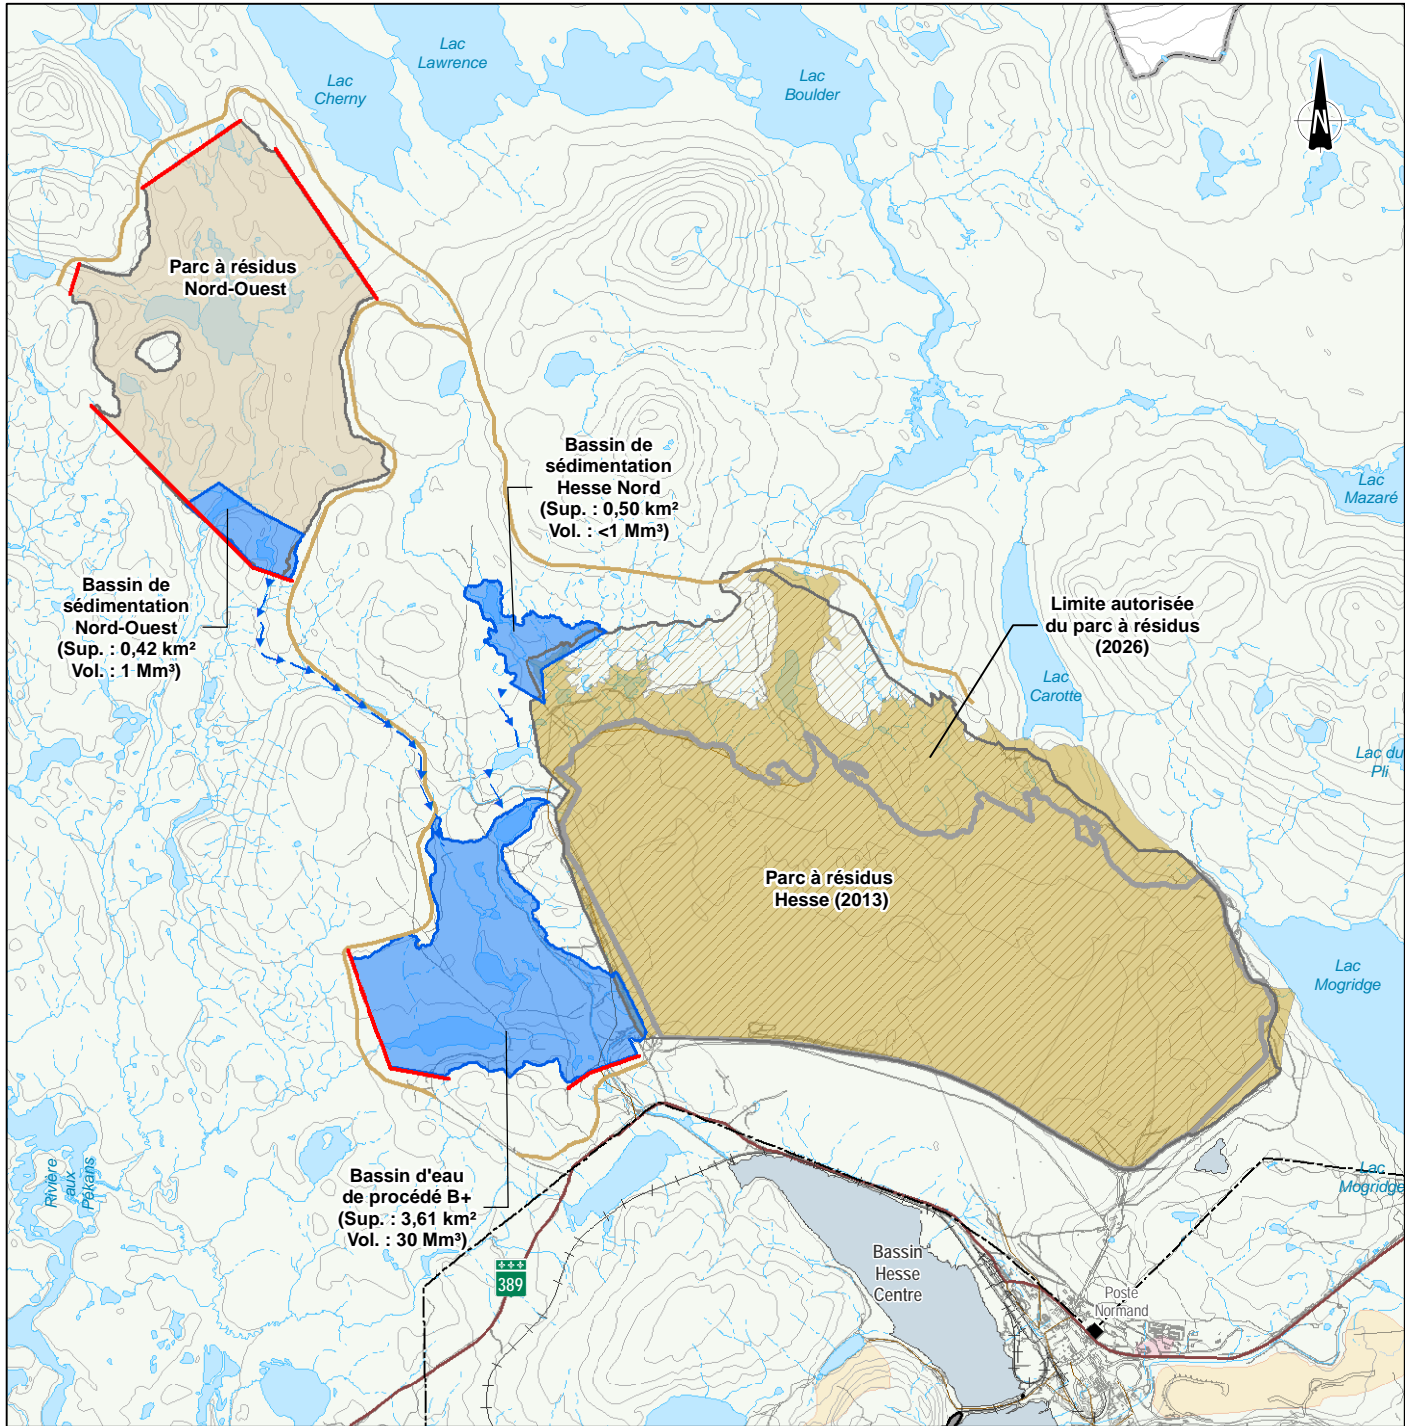 Lac
Lawrence
Lac
Cherny
Lac
Boulder
N
Parc à résidus
Nord-Ouest
Bassin de
sédimentation
Hesse Nord
(Sup. : 0,50 km²
Vol. : <1 Mm³)
Lac
Mazaré
Bassin de
sédimentation
Nord-Ouest
(Sup. : 0,42 km²
Vol. : 1 Mm³)
Limite autorisée
du parc à résidus
(2026)
Lac
Carotte
Lac du
Pli
Parc à résidus
Hesse (2013)
Lac
Mogridge
Rivière
aux
Pékans
Bassin d'eau
de procédé B+
(Sup. : 3,61 km²
Vol. : 30 Mm³)
Lac
Mogridge
389
Bassin
Hesse
Centre
Poste
Normand